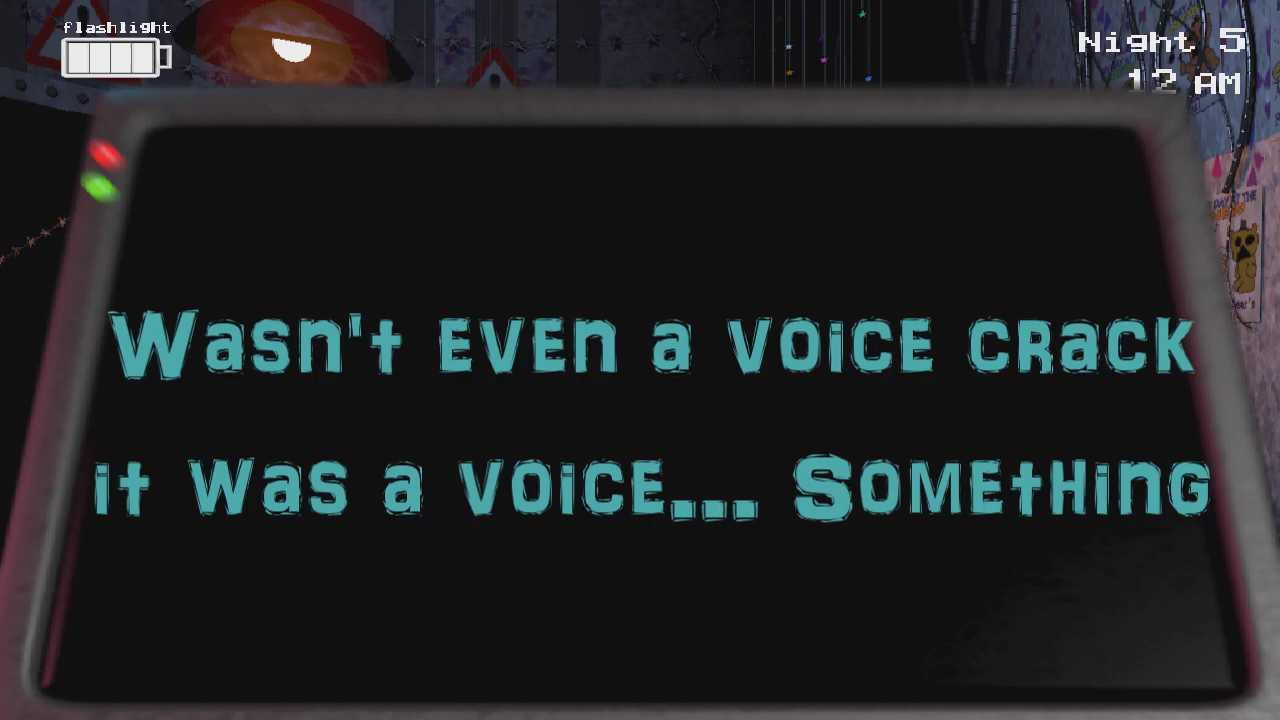 flashlight
Night 5
12 AM
Wasn't even a voice crack
it was a voice... Something